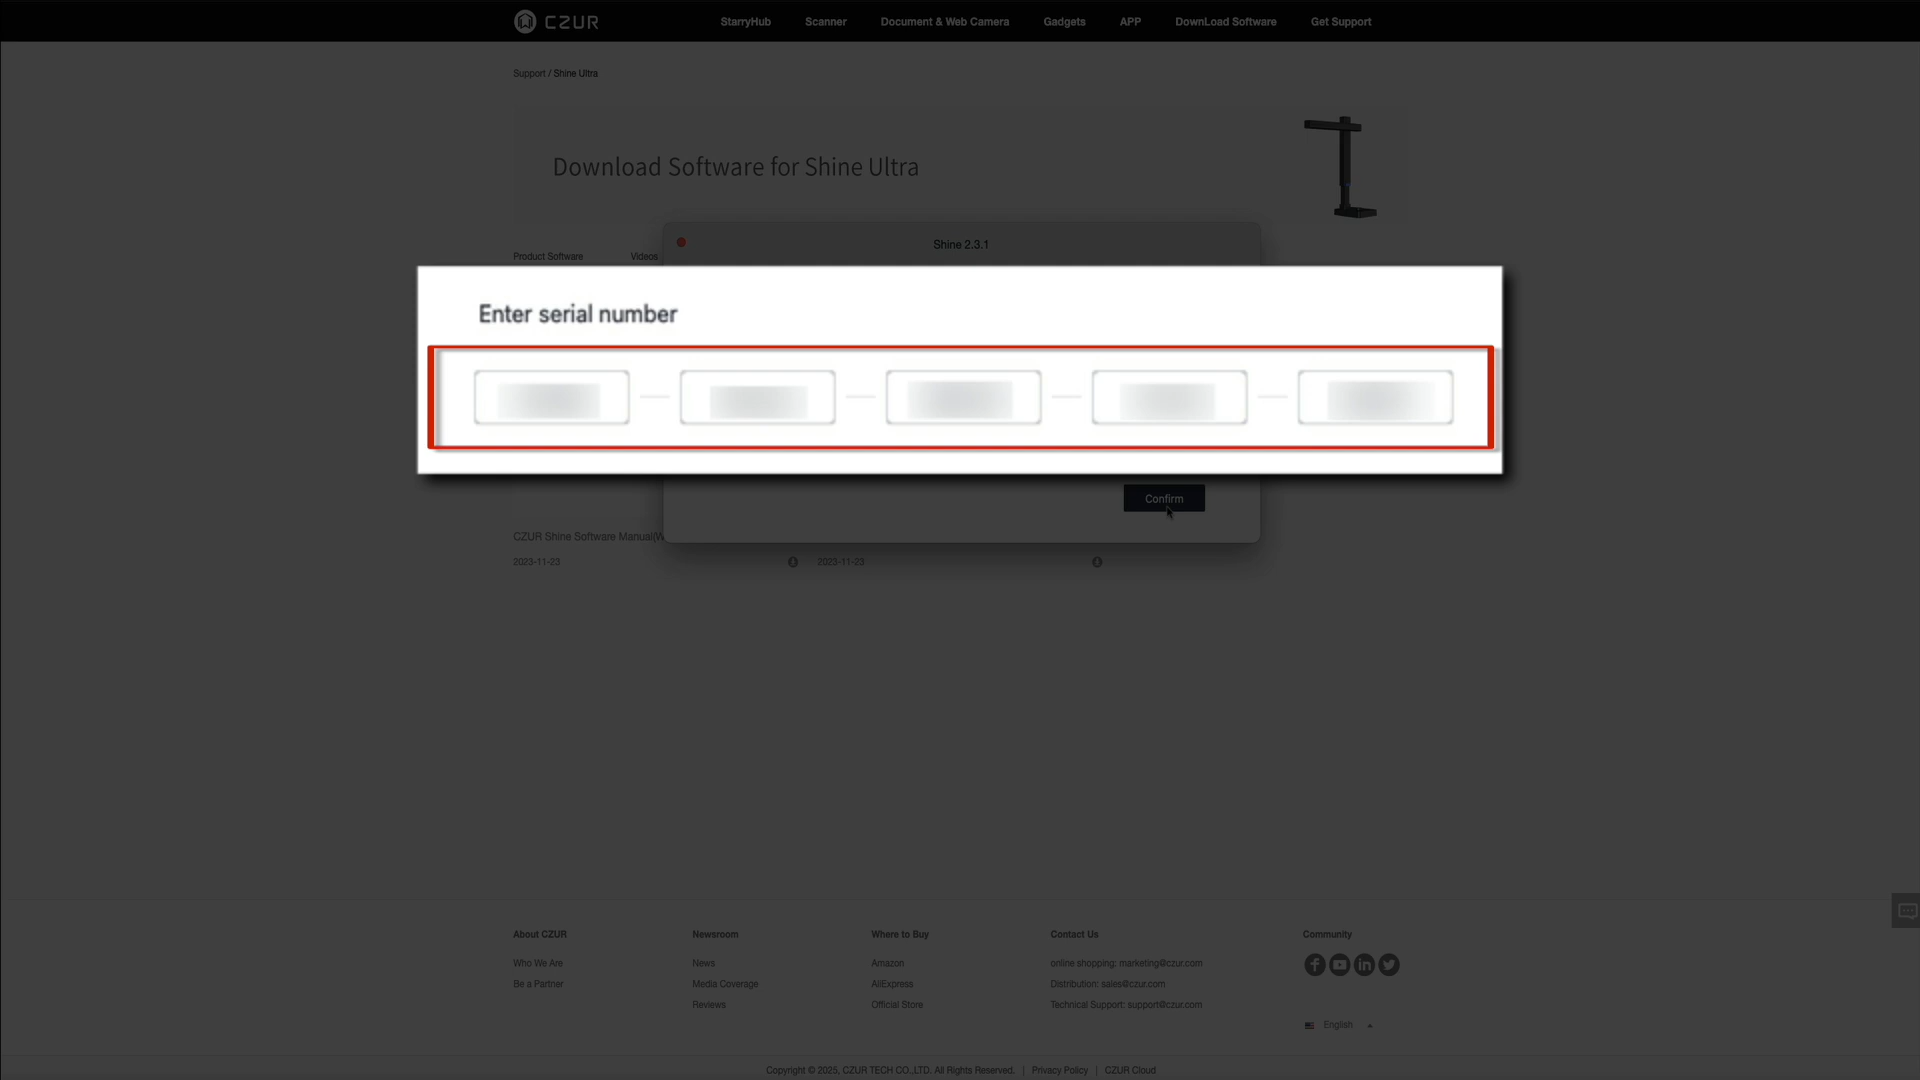 CZUR
StarryHub Scanner Document & Web Camera Gadgets APP DownLoad Software Get Support
Support / Shine Ultra
Download Software for Shine Ultra
Shine 2.3.1
Product Software Videos
Enter serial number
Confirm
CZUR Shine Software Manual(W
2023-11-23 2023-11-23
About CZUR Newsroom Where to Buy Contact Us Community
Who We Are News Amazon online shopping: marketing@czur.com
Be a Partner Media Coverage AliExpress Distribution: sales@czur.com
Reviews Official Store Technical Support: support@czur.com
English
Copyright © 2025, CZUR TECH CO.,LTD. All Rights Reserved. | Privacy Policy | CZUR Cloud